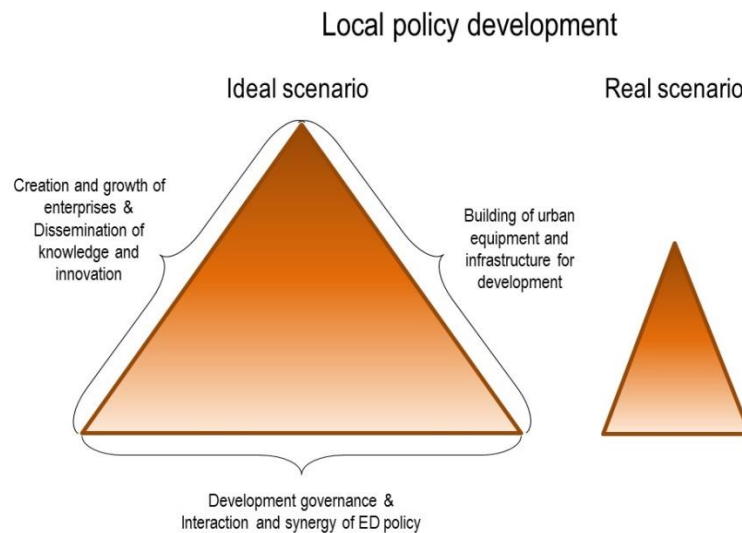 Local policy development
Ideal scenario
Real scenario
Creation and growth of
enterprises &
Dissemination of
knowledge and
innovation
Building of urban
equipment and
infrastructure for
development
Development governance &
Interaction and synergy of ED policy